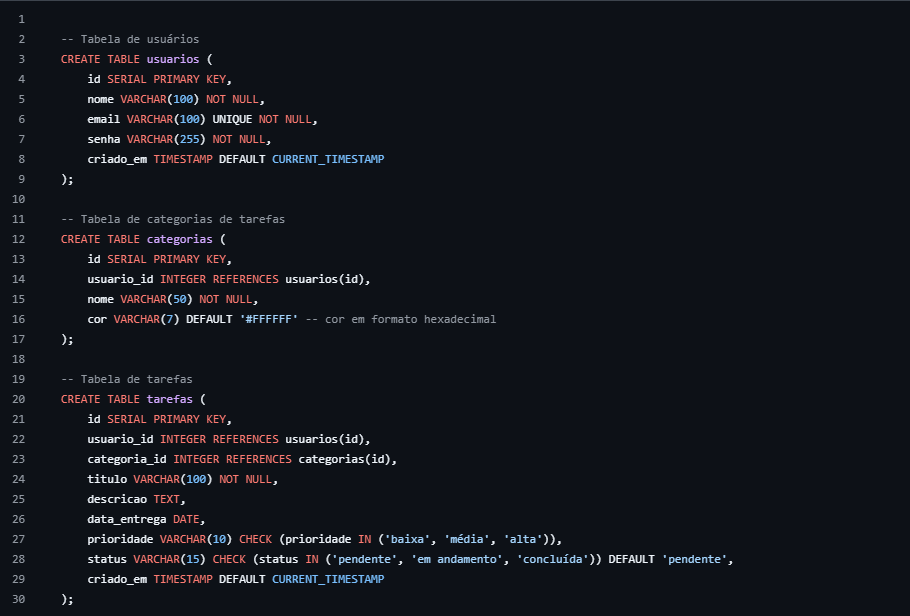 1
2 -- Tabela de usuários
3 CREATE TABLE usuarios (
4 id SERIAL PRIMARY KEY,
5 nome VARCHAR(100) NOT NULL,
6 email VARCHAR(100) UNIQUE NOT NULL,
7 senha VARCHAR(255) NOT NULL,
8 criado_em TIMESTAMP DEFAULT CURRENT_TIMESTAMP
9 );
10
11 -- Tabela de categorias de tarefas
12 CREATE TABLE categorias (
13 id SERIAL PRIMARY KEY,
14 usuario_id INTEGER REFERENCES usuarios(id),
15 nome VARCHAR(50) NOT NULL,
16 cor VARCHAR(7) DEFAULT '#FFFFFF' -- cor em formato hexadecimal
17 );
18
19 -- Tabela de tarefas
20 CREATE TABLE tarefas (
21 id SERIAL PRIMARY KEY,
22 usuario_id INTEGER REFERENCES usuarios(id),
23 categoria_id INTEGER REFERENCES categorias(id),
24 titulo VARCHAR(100) NOT NULL,
25 descricao TEXT,
26 data_entrega DATE,
27 prioridade VARCHAR(10) CHECK (prioridade IN ('baixa', 'média', 'alta')),
28 status VARCHAR(15) CHECK (status IN ('pendente', 'em andamento', 'concluída')) DEFAULT 'pendente',
29 criado_em TIMESTAMP DEFAULT CURRENT_TIMESTAMP
30 );